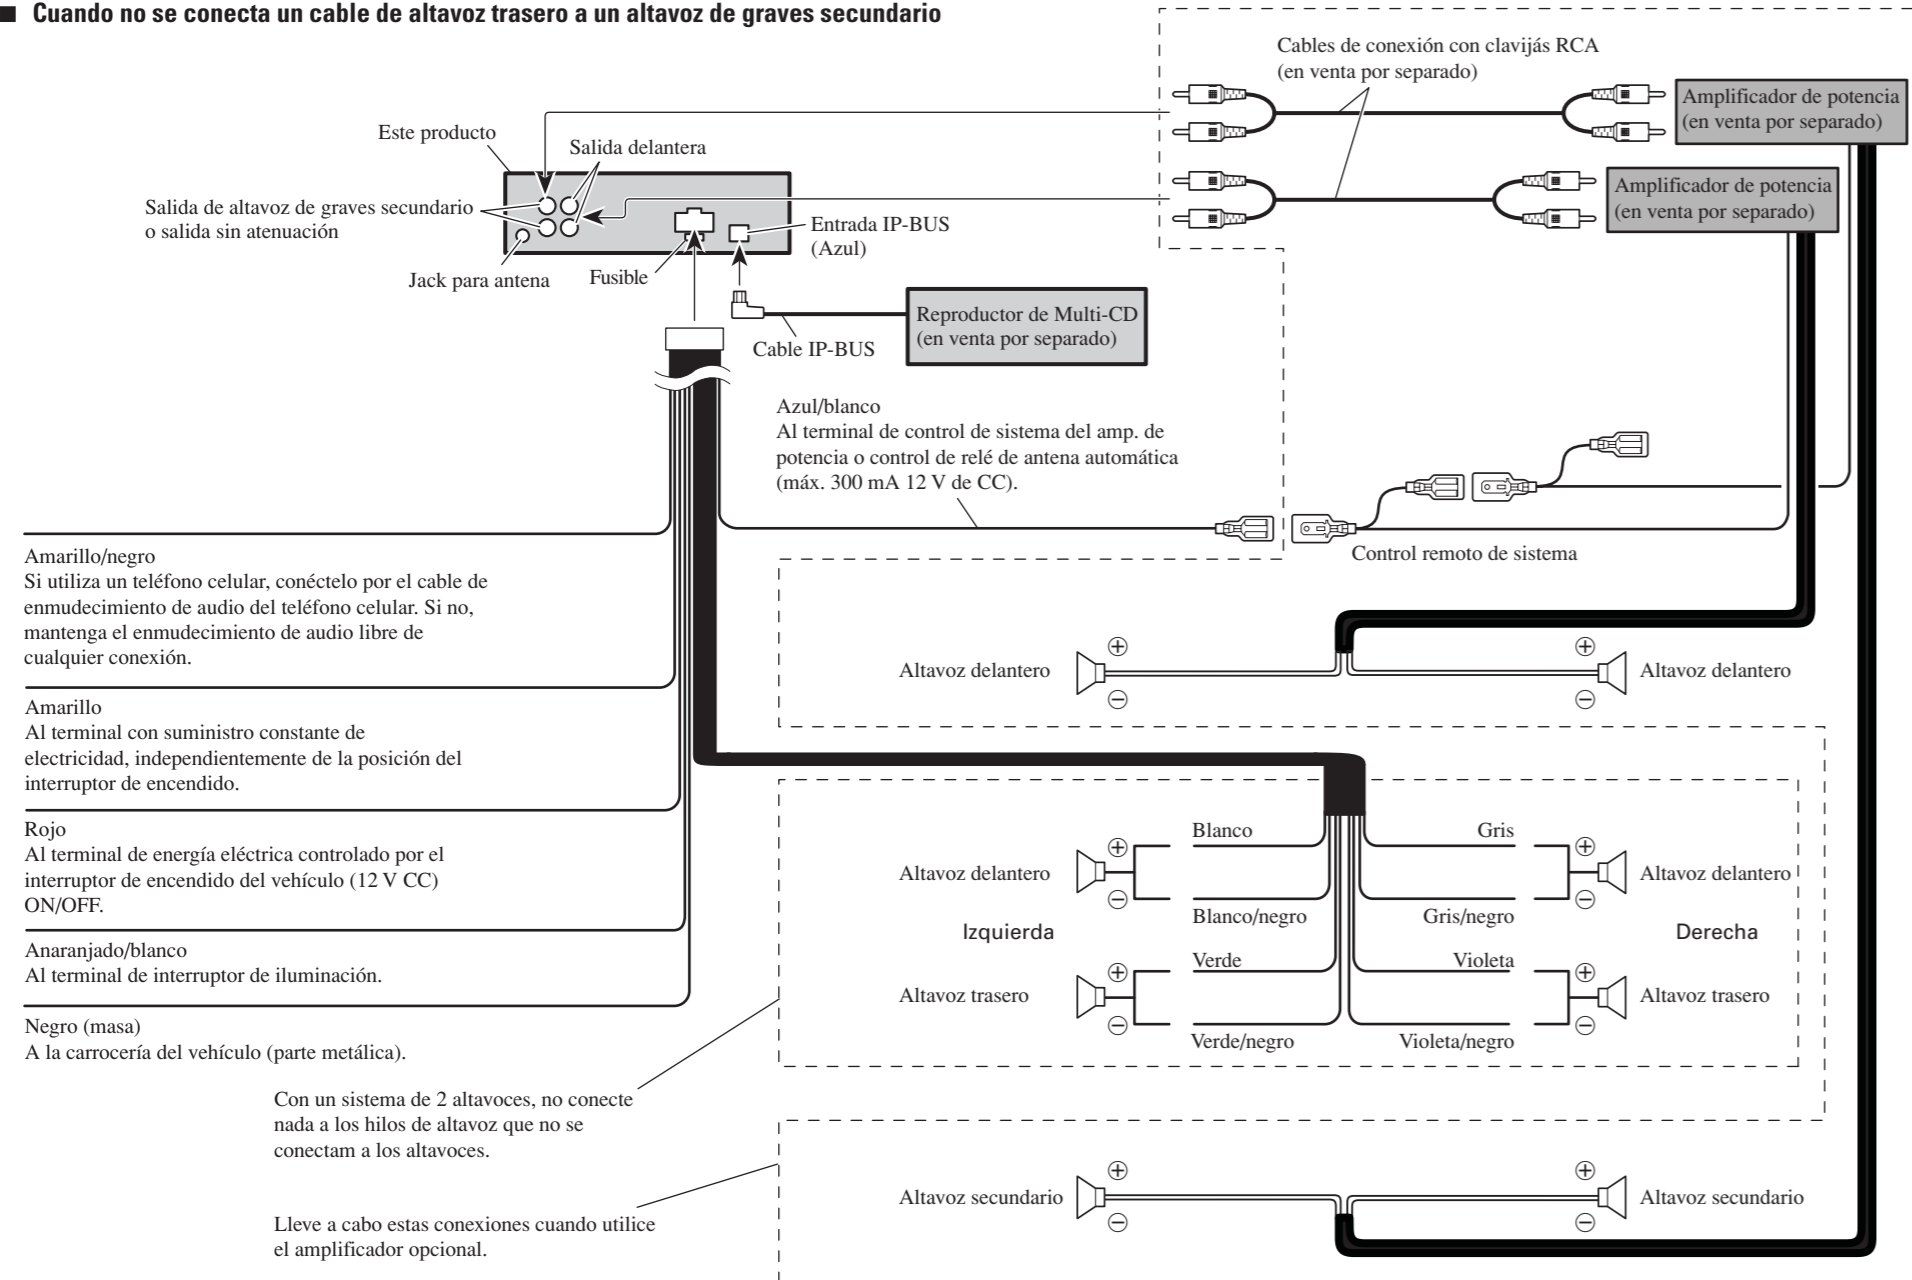 ■ Cuando no se conecta un cable de altavoz trasero a un altavoz de graves secundario
Cables de conexión con clavijás RCA
(en venta por separado)
Amplificador de potencia
(en venta por separado)
Este producto
Salida delantera
Amplificador de potencia
(en venta por separado)
Salida de altavoz de graves secundario
o salida sin atenuación
Entrada IP-BUS
(Azul)
Jack para antena
Fusible
Reproductor de Multi-CD
(en venta por separado)
Cable IP-BUS
Azul/blanco
Al terminal de control de sistema del amp. de
potencia o control de relé de antena automática
(máx. 300 mA 12 V de CC).
Control remoto de sistema
Amarillo/negro
Si utiliza un teléfono celular, conéctelo por el cable de
enmudecimiento de audio del teléfono celular. Si no,
mantenga el enmudecimiento de audio libre de
cualquier conexión.
Amarillo
Al terminal con suministro constante de
electricidad, independientemente de la posición del
interruptor de encendido.
Rojo
Al terminal de energía eléctrica controlado por el
interruptor de encendido del vehículo (12 V CC)
ON/OFF.
Anaranjado/blanco
Al terminal de interruptor de iluminación.
Negro (masa)
A la carrocería del vehículo (parte metálica).
+ +
Altavoz delantero Altavoz delantero
− −
Blanco Gris
+ +
Altavoz delantero Altavoz delantero
− −
Blanco/negro Gris/negro
Izquierda Derecha
Verde Violeta
+ +
Altavoz trasero Altavoz trasero
− −
Verde/negro Violeta/negro
Con un sistema de 2 altavoces, no conecte
nada a los hilos de altavoz que no se
conectam a los altavoces.
+ +
Altavoz secundario Altavoz secundario
− −
Lleve a cabo estas conexiones cuando utilice
el amplificador opcional.